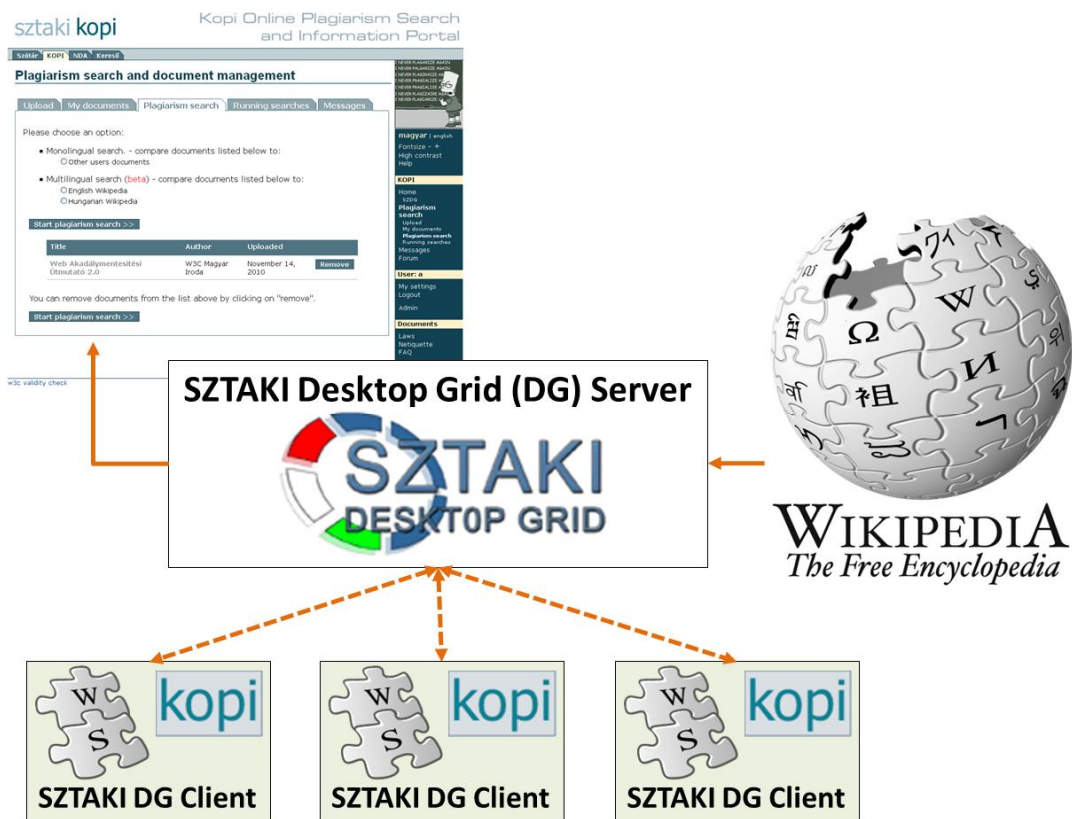 sztaki kopi
Kopi Online Plagiarism Search
and Information Portal
Szótár KOPI NDA Kereső
Plagiarism search and document management
Upload My documents Plagiarism search Running searches Messages
Please choose an option:
Monolingual search. - compare documents listed below to:
Other users documents
Multilingual search (beta) - compare documents listed below to:
English Wikipedia
Hungarian Wikipedia
Start plagiarism search >>
Title Author Uploaded
Web Akadálymentesítési Útmutató 2.0
W3C Magyar Iroda
November 14, 2010
Remove
You can remove documents from the list above by clicking on "remove".
Start plagiarism search >>
w3c validity check
magyar | english
Fontsize - +
High contrast
Help
KOPI
Home
SZDG
Plagiarism
search
Upload
My documents
Plagiarism search
Running searches
Messages
Forum
User: a
My settings
Logout
Admin
Documents
Laws
Netiquette
FAQ
SZTAKI Desktop Grid (DG) Server
SZTAKI
DESKT0P GRID
Ω W
祖 И
WIKIPEDIA
The Free Encyclopedia
W
S
kopi
SZTAKI DG Client
W
S
kopi
SZTAKI DG Client
W
S
kopi
SZTAKI DG Client